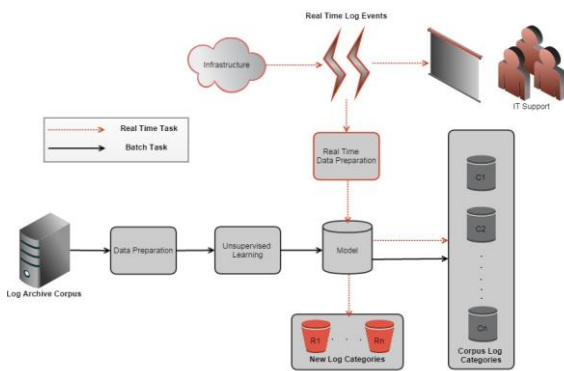 Real Time Log Events
Infrastructure
IT Support
Real Time Task
Batch Task
Real Time
Data Preparation
C1
C2
Data Preparation
Unsupervised
Learning
Model
Log Archive Corpus
R1 . . . Rn
New Log Categories
Cn
Corpus Log
Categories